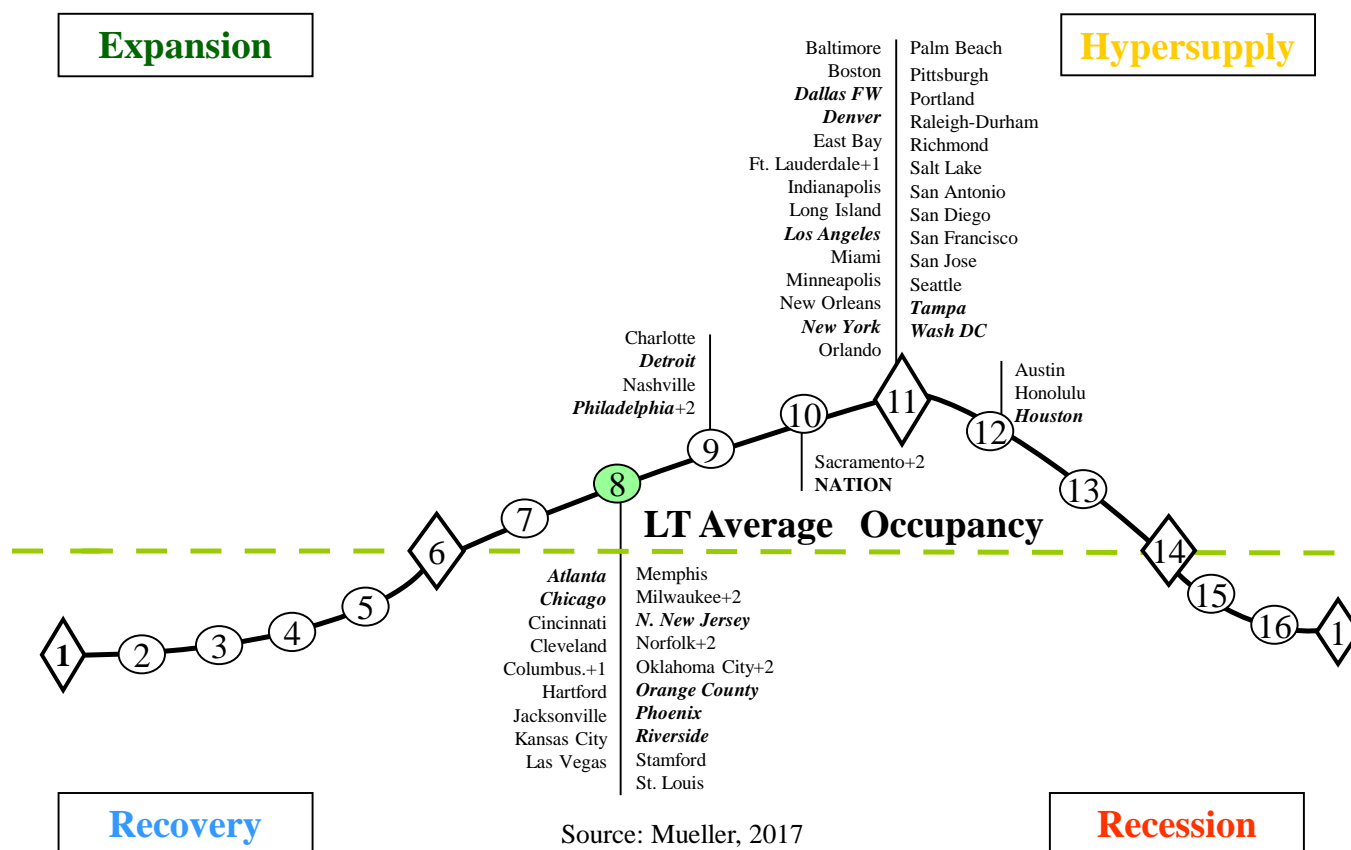 Expansion
Hypersupply
Baltimore
Boston
Dallas FW
Denver
East Bay
Ft. Lauderdale+1
Indianapolis
Long Island
Los Angeles
Miami
Minneapolis
New Orleans
New York
Orlando
Palm Beach
Pittsburgh
Portland
Raleigh-Durham
Richmond
Salt Lake
San Antonio
San Diego
San Francisco
San Jose
Seattle
Tampa
Wash DC
Charlotte
Detroit
Nashville
Philadelphia+2
Austin
Honolulu
Houston
Sacramento+2
NATION
1
2
3
4
5
6
7
8
9
10
11
12
13
14
15
16
1
LT Average Occupancy
Atlanta
Chicago
Cincinnati
Cleveland
Columbus.+1
Hartford
Jacksonville
Kansas City
Las Vegas
Memphis
Milwaukee+2
N. New Jersey
Norfolk+2
Oklahoma City+2
Orange County
Phoenix
Riverside
Stamford
St. Louis
Recovery
Source: Mueller, 2017
Recession